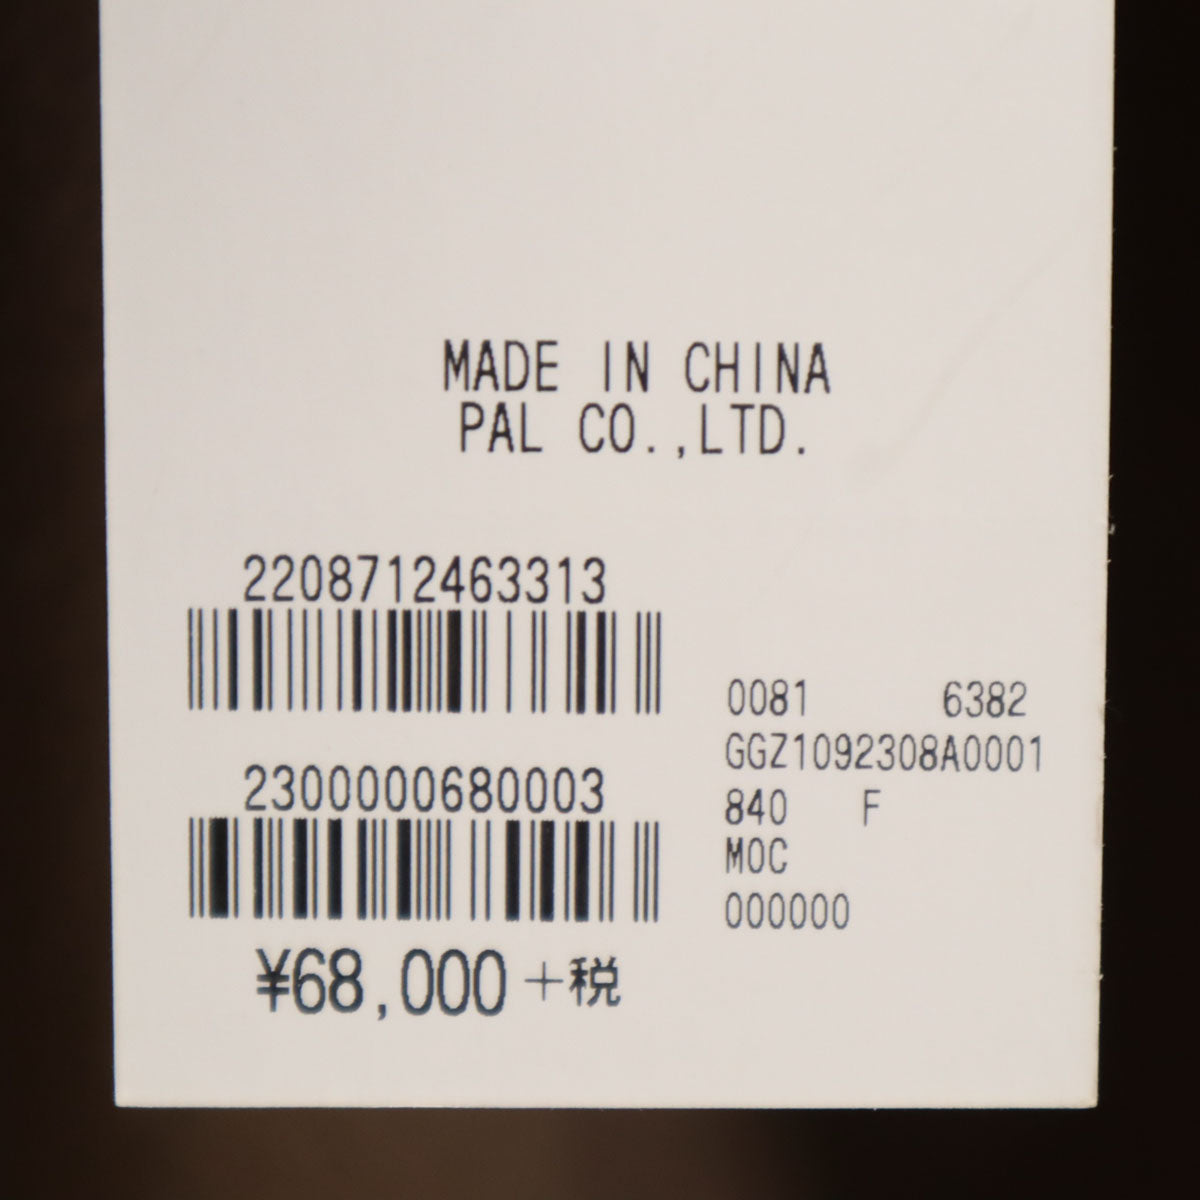 MADE IN CHINA
PAL CO.,LTD.
2208712463313
2300000680003
¥68,000+税
0081 6382
GGZ1092308A0001
840 F
MOC
000000